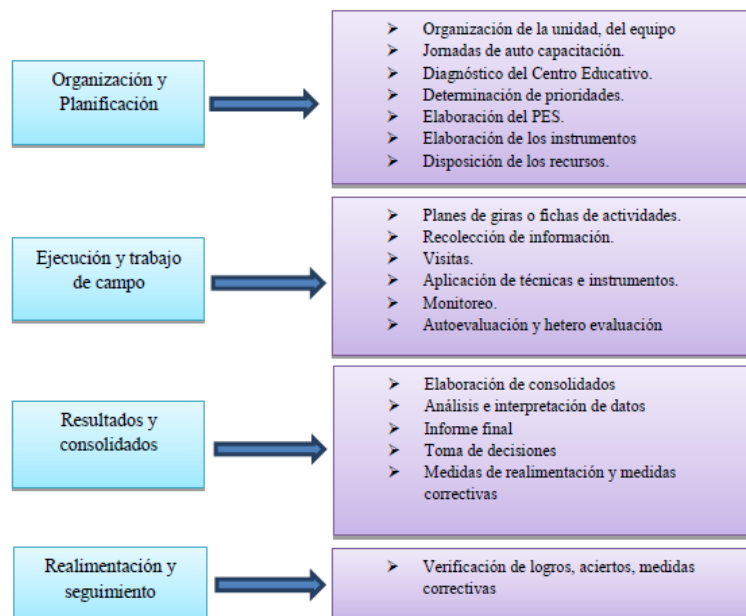 Organización y
Planificación
➢ Organización de la unidad, del equipo
➢ Jornadas de auto capacitación.
➢ Diagnóstico del Centro Educativo.
➢ Determinación de prioridades.
➢ Elaboración del PES.
➢ Elaboración de los instrumentos
➢ Disposición de los recursos.
Ejecución y trabajo
de campo
➢ Planes de giras o fichas de actividades.
➢ Recolección de información.
➢ Visitas.
➢ Aplicación de técnicas e instrumentos.
➢ Monitoreo.
➢ Autoevaluación y hetero evaluación
Resultados y
consolidados
➢ Elaboración de consolidados
➢ Análisis e interpretación de datos
➢ Informe final
➢ Toma de decisiones
➢ Medidas de realimentación y medidas
correctivas
Realimentación y
seguimiento
➢ Verificación de logros, aciertos, medidas
correctivas